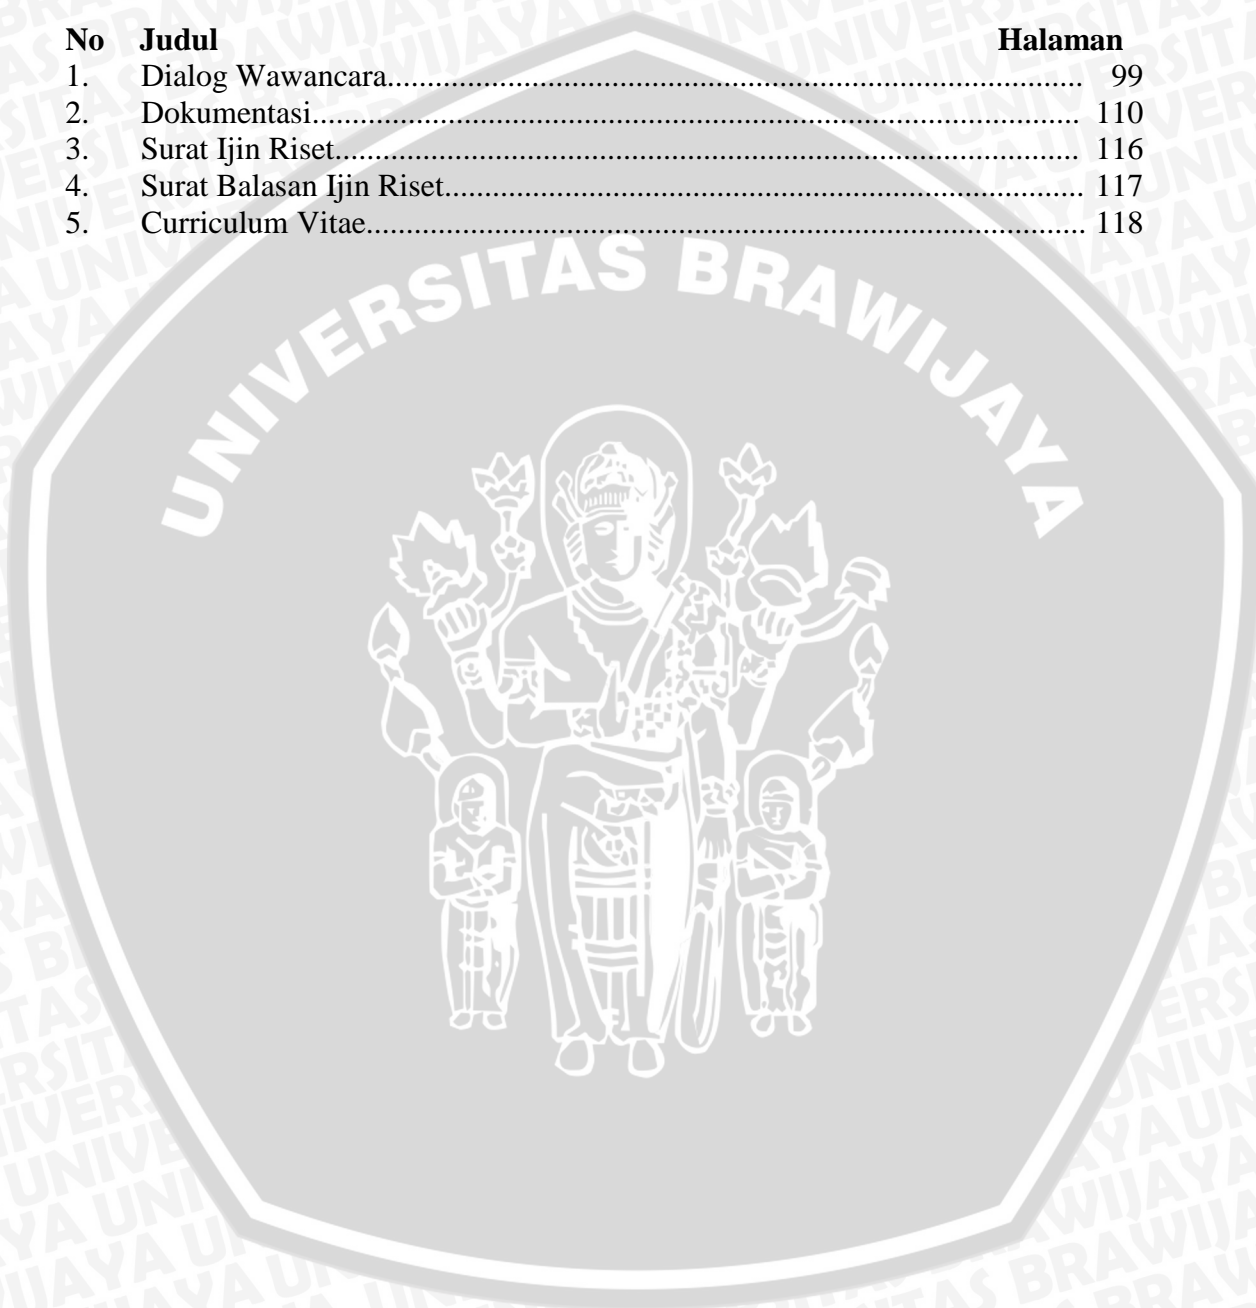 No Judul Halaman
1. Dialog Wawancara....................................................................................... 99
2. Dokumentasi................................................................................................ 110
3. Surat Ijin Riset............................................................................................. 116
4. Surat Balasan Ijin Riset................................................................................ 117
5. Curriculum Vitae.......................................................................................... 118
UNIVERSITAS BRAWIJAYA